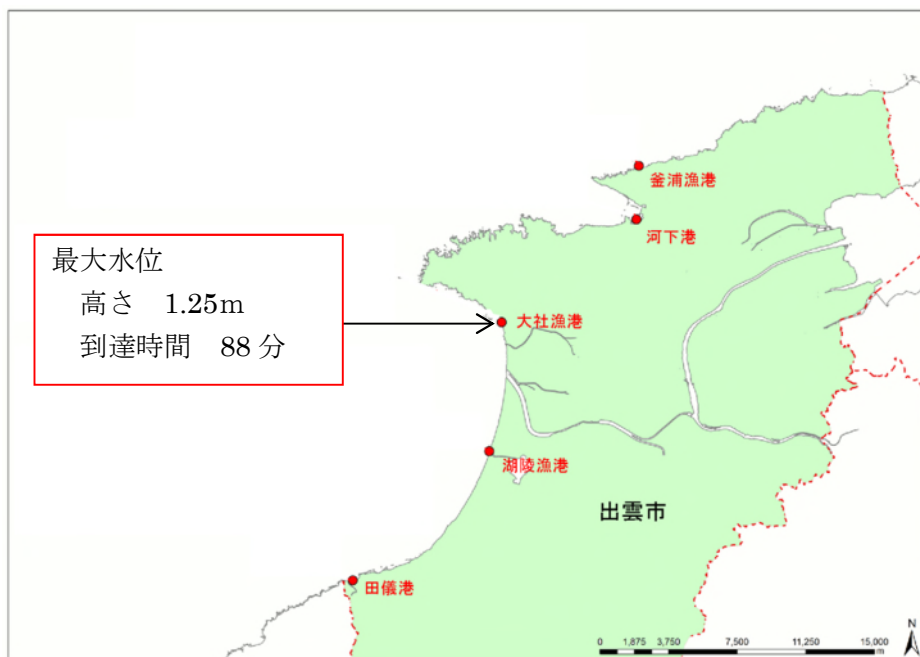 釜浦漁港
河下港
最大水位
高さ 1.25m
到達時間 88 分
大社漁港
湖陵漁港
出雲市
田儀港
N
0 1,875 3,750 7,500 11,250 15,000
m